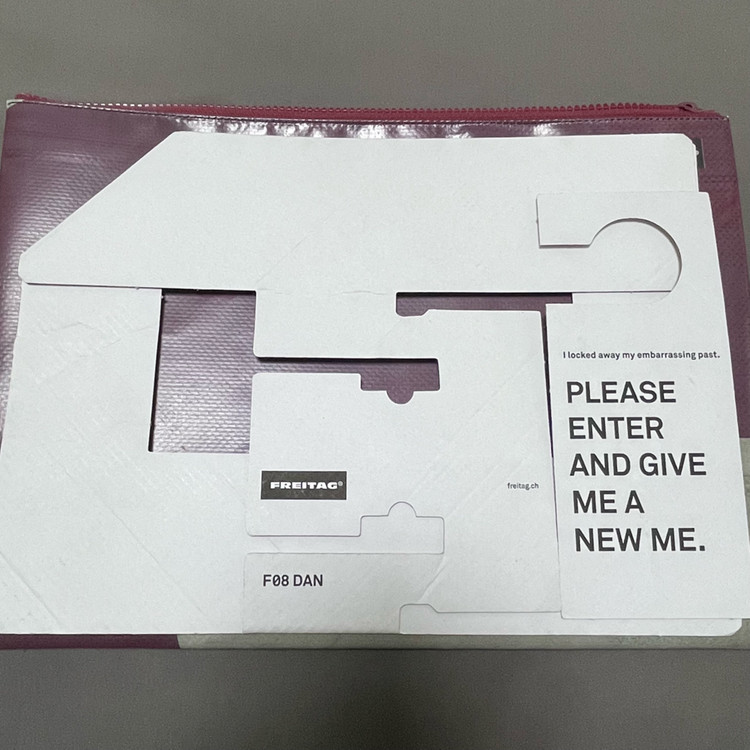 I locked away my embarrassing past.
PLEASE
ENTER
AND GIVE
ME A
NEW ME.
FREITAG®
freitag.ch
F08 DAN